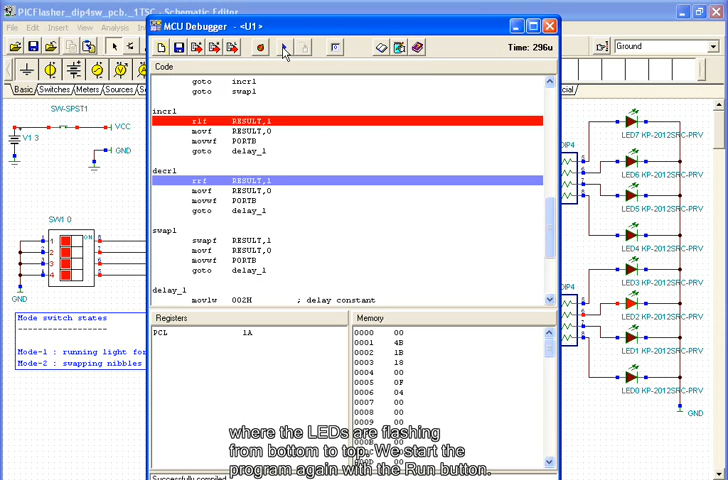 PICFlasher_dip4sw_pcb._1TSC - Schematic Editor
File Edit View Insert Analysis
Ground
Basic Switches Meters Sources
SW-SPST1
VCC
V1 3
GND
SW1 0
ON
1
2
3
4
GND
Mode switch states
Mode-1 : running light for
Mode-2 : swapping nibbles
MCU Debugger - <U1>
Time: 296u
Code
goto incr1
goto swap1
incr1
rlf RESULT,1
movf RESULT,0
movwf PORTB
goto delay_1
decr1
rrf RESULT,1
movf RESULT,0
movwf PORTB
goto delay_1
swap1
swapf RESULT,1
movf RESULT,0
movwf PORTB
goto delay_1
delay_1
movlw 002H ; delay constant
Registers
PCL 1A
Memory
0000 00
0001 4B
0002 1B
0003 18
0004 00
0005 0F
0006 04
0007 00
0008 00
0009 00
where the LEDs are flashing
from bottom to top. We start the
program again with the Run button.
Successfully compiled
DIP4
LED7 KP-2012SRC-PRV
LED6 KP-2012SRC-PRV
LED5 KP-2012SRC-PRV
LED4 KP-2012SRC-PRV
LED3 KP-2012SRC-PRV
DIP4
LED2 KP-2012SRC-PRV
LED1 KP-2012SRC-PRV
LED0 KP-2012SRC-PRV
GND